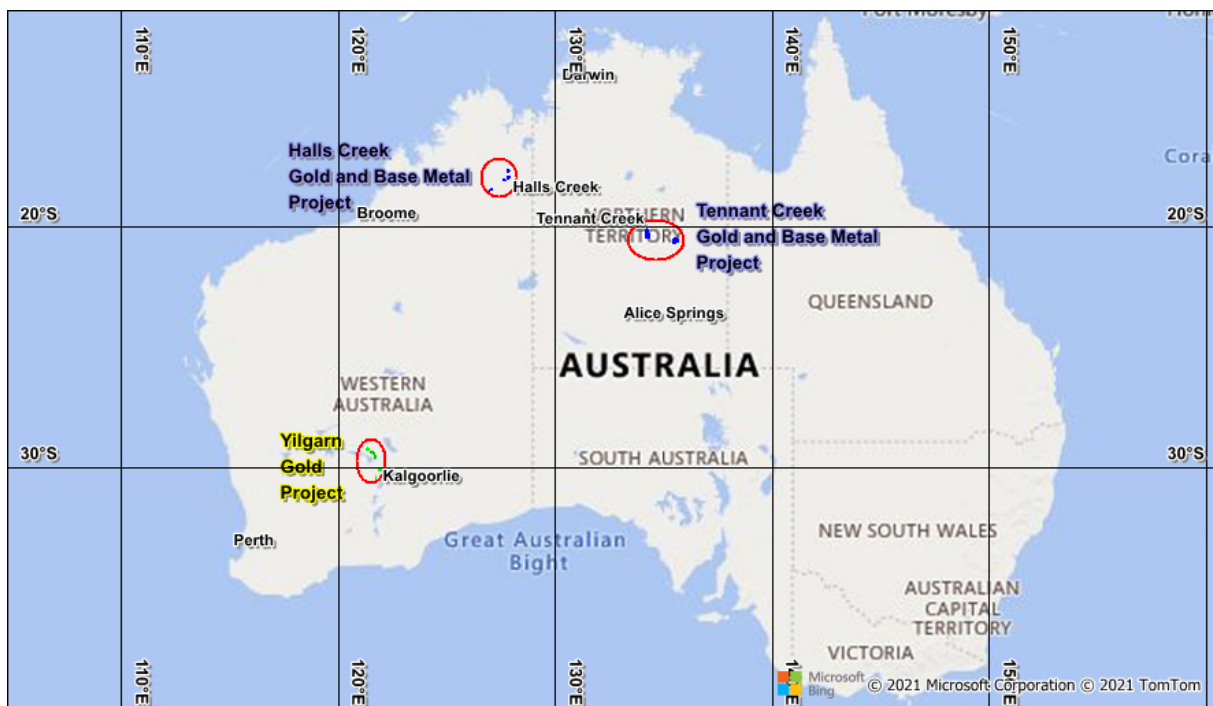 Port Moresby
110°E
120°E
130°E
140°E
150°E
Darwin
Halls Creek
Gold and Base Metal
Project
Halls Creek
Broome
20°S
20°S
Tennant Creek
NORTHERN
TERRITORY
Tennant Creek
Gold and Base Metal
Project
QUEENSLAND
Alice Springs
AUSTRALIA
WESTERN
AUSTRALIA
Yilgarn
Gold
Project
30°S
30°S
Kalgoorlie
SOUTH AUSTRALIA
Perth
Great Australian
Bight
NEW SOUTH WALES
AUSTRALIAN
CAPITAL
TERRITORY
VICTORIA
110°E
120°E
130°E
150°E
Microsoft
Bing
© 2021 Microsoft Corporation © 2021 TomTom